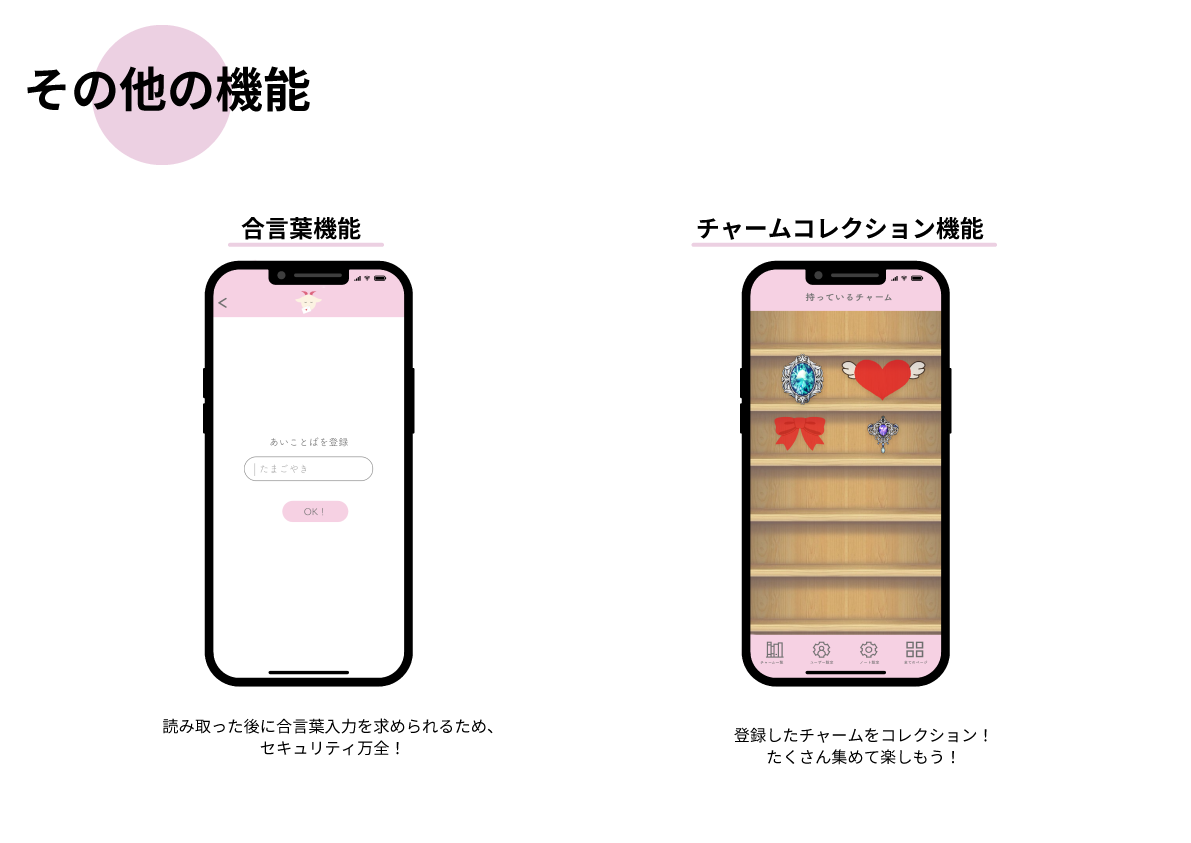 その他の機能
合言葉機能
チャームコレクション機能
<
あいことばを登録
たまごやき
OK！
読み取った後に合言葉入力を求められるため、
セキュリティ万全！
持っているチャーム
チャーム一覧
ユーザー設定
ノート設定
全てのページ
登録したチャームをコレクション！
たくさん集めて楽しもう！